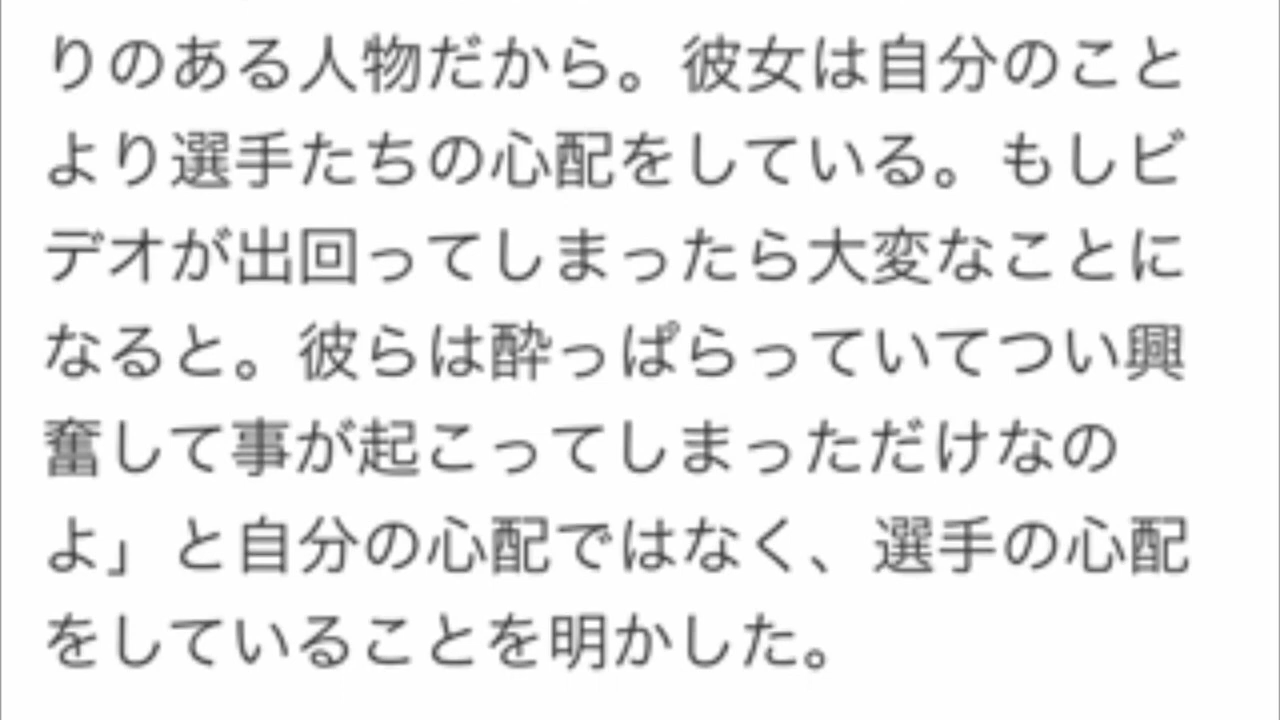 りのある人物だから。彼女は自分のこと
より選手たちの心配をしている。もしビ
デオが出回ってしまったら大変なことに
なると。彼らは酔っぱらっていてつい興
奮して事が起こってしまっただけなの
よ」と自分の心配ではなく、選手の心配
をしていることを明かした。